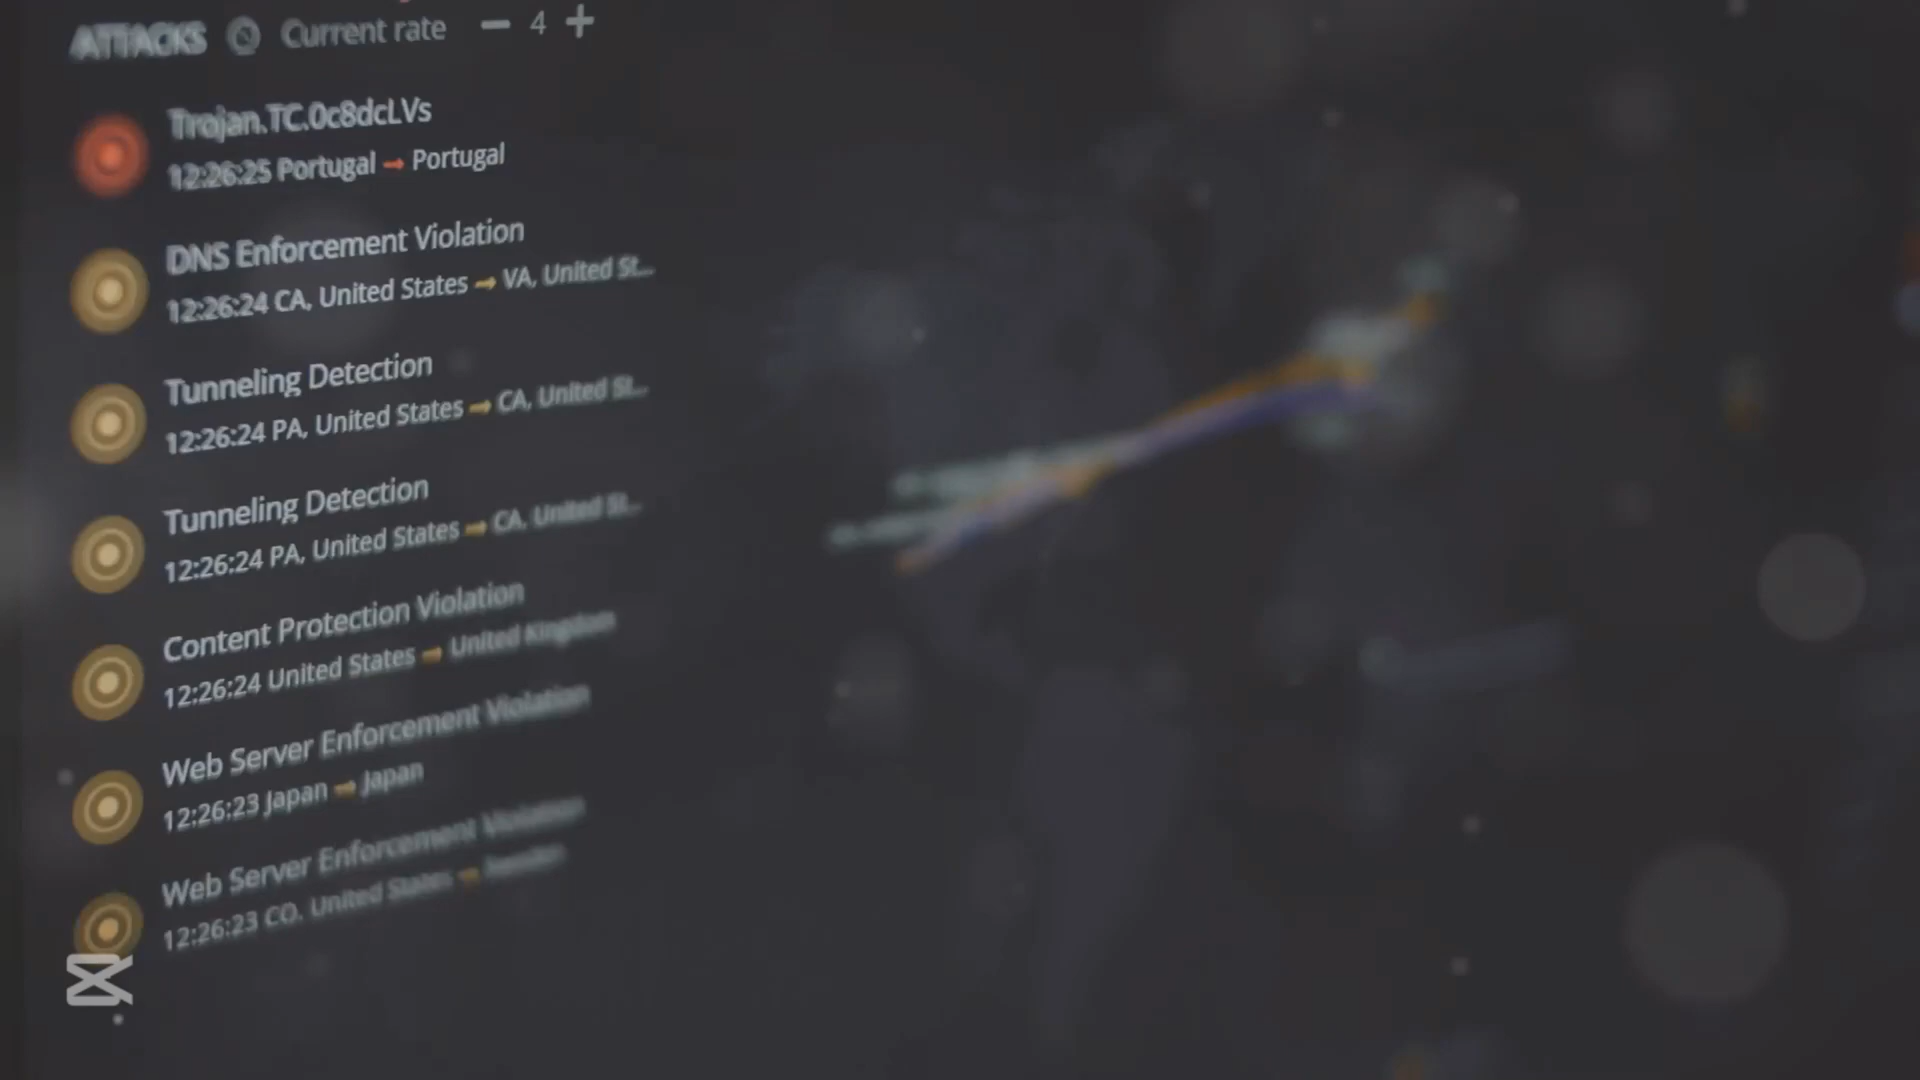 ATTACKS Current rate − 4 +
Trojan.TC.0c8dcLVs
12:26:25 Portugal → Portugal
DNS Enforcement Violation
12:26:24 CA, United States → VA, United St...
Tunneling Detection
12:26:24 PA, United States → CA, United St...
Tunneling Detection
12:26:24 PA, United States → CA, United St...
Content Protection Violation
12:26:24 United States → United Kingdom
Web Server Enforcement Violation
12:26:23 Japan → Japan
Web Server Enforcement Violation
12:26:23 CO, United States → Sweden